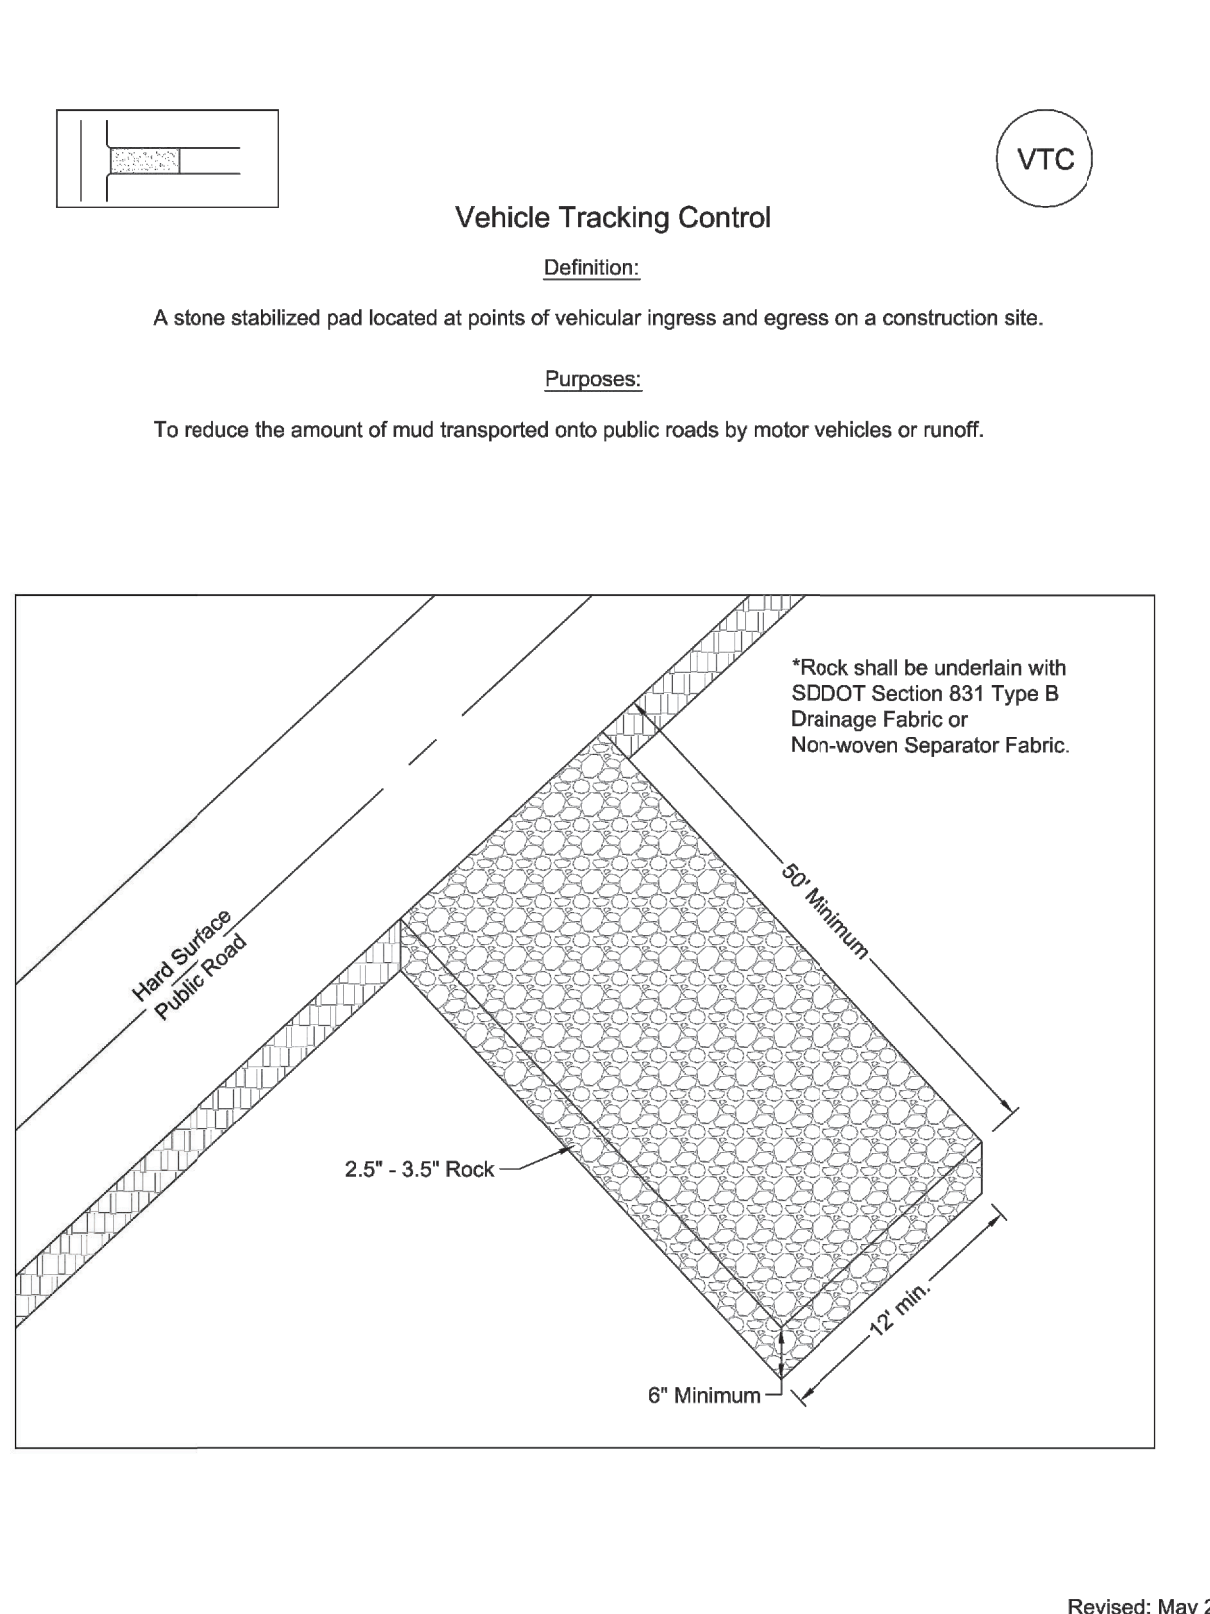 VTC
Vehicle Tracking Control
Definition:
A stone stabilized pad located at points of vehicular ingress and egress on a construction site.
Purposes:
To reduce the amount of mud transported onto public roads by motor vehicles or runoff.
*Rock shall be underlain with
SDDOT Section 831 Type B
Drainage Fabric or
Non-woven Separator Fabric.
50' Minimum
Hard Surface
Public Road
2.5" - 3.5" Rock
12' min.
6" Minimum
Revised: May